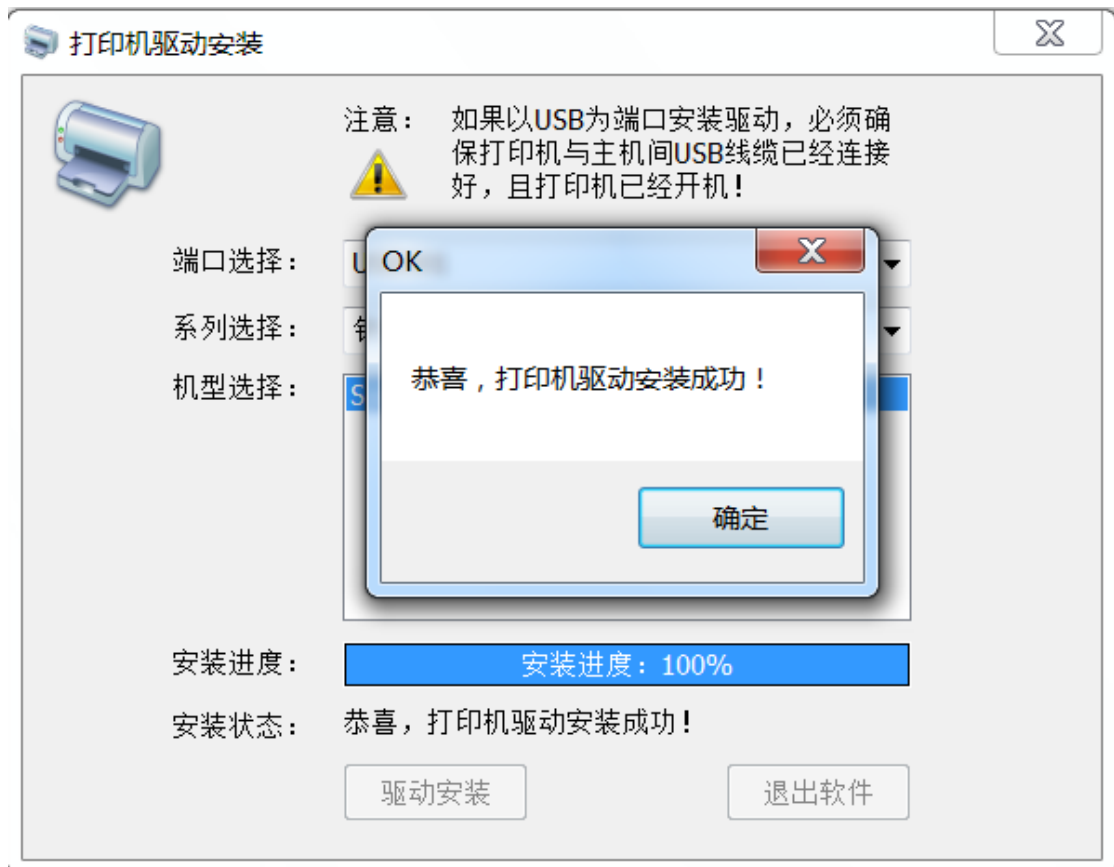 打印机驱动安装
注意： 如果以USB为端口安装驱动，必须确
保打印机与主机间USB线缆已经连接
好，且打印机已经开机！
端口选择：
OK
系列选择：
机型选择：
恭喜，打印机驱动安装成功！
确定
安装进度： 安装进度：100%
安装状态： 恭喜，打印机驱动安装成功！
驱动安装 退出软件